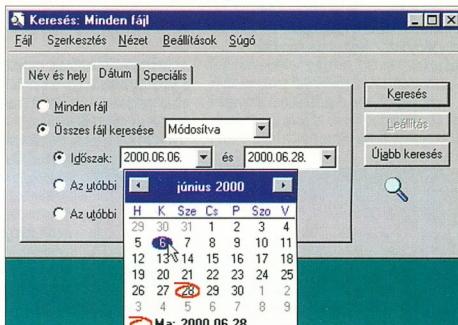 Keresés: Minden fájl
Fájl Szerkesztés Nézet Beállítások Súgó
Név és hely Dátum Speciális
Minden fájl
Összes fájl keresése Módosítva
Időszak: 2000.06.06. és 2000.06.28.
Az utóbbi
Az utóbbi
Keresés
Leállítás
Újabb keresés
június 2000
H K Sze Cs P Szo V
29 30 31 1 2 3 4
5 6 7 8 9 10 11
12 13 14 15 16 17 18
19 20 21 22 23 24 25
26 27 28 29 30 1 2
3 4 5 6 7 8 9
Ma: 2000.06.28.